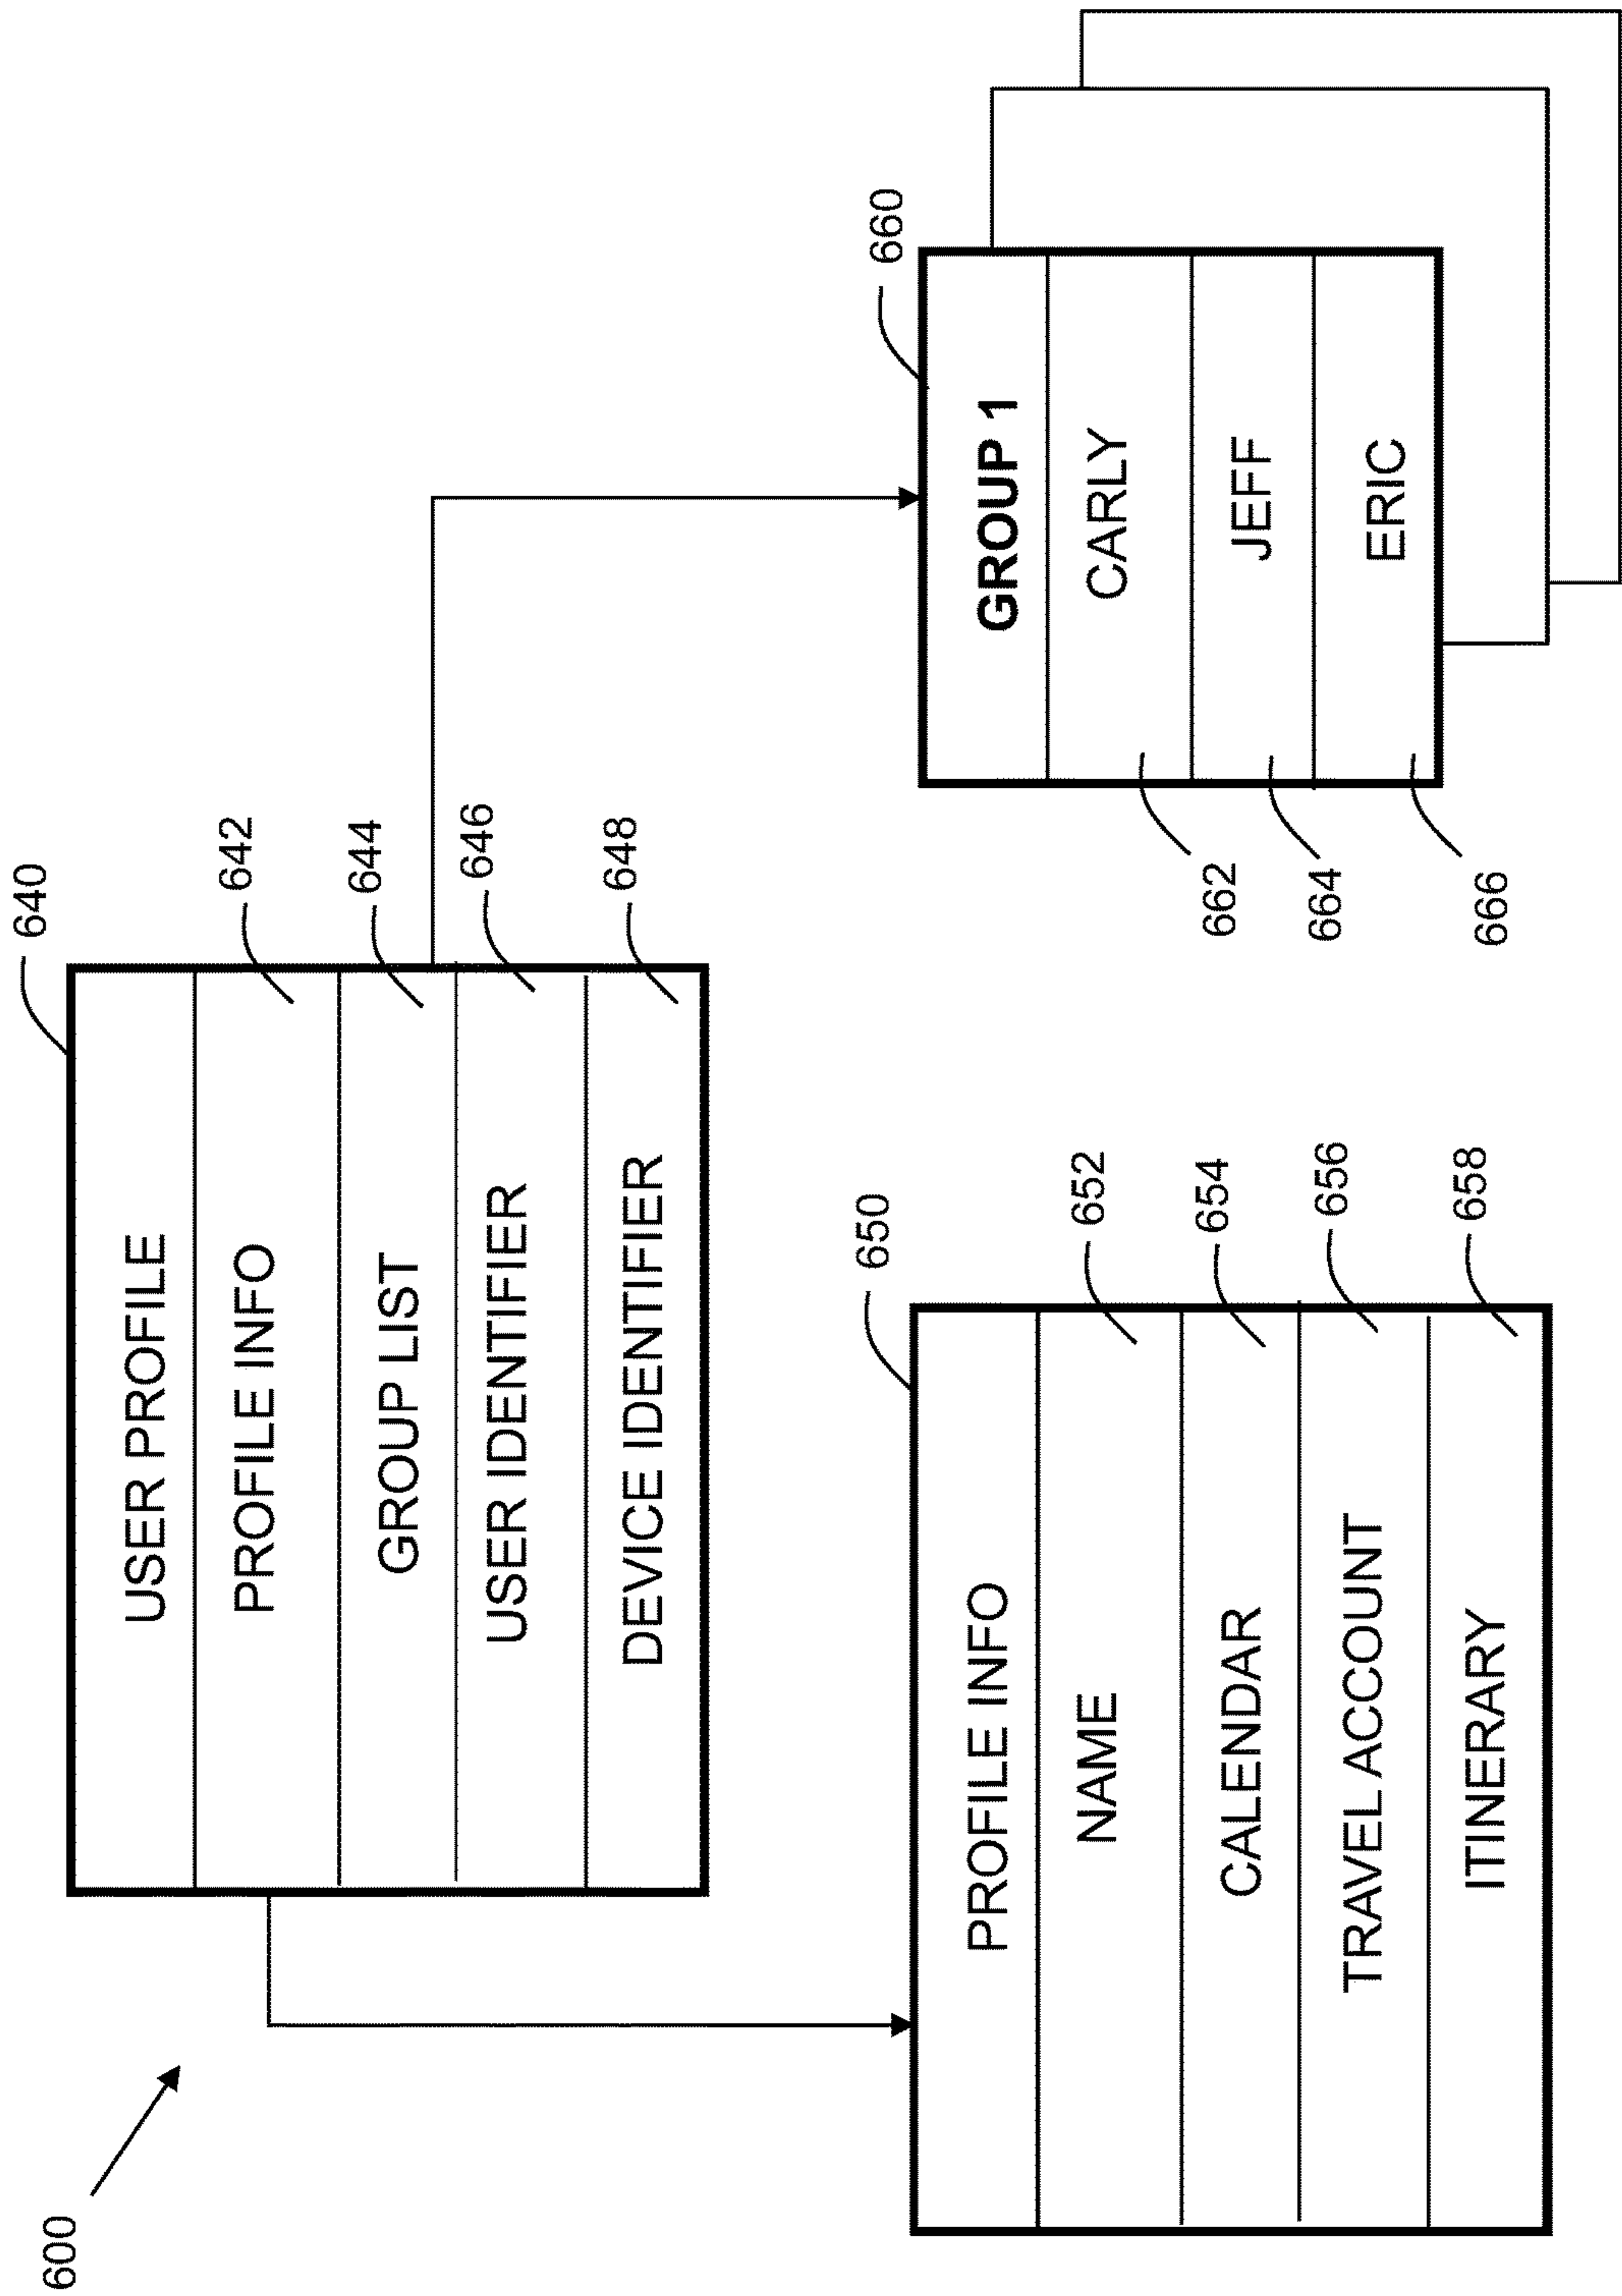 600
640
USER PROFILE
PROFILE INFO
642
GROUP LIST
644
USER IDENTIFIER
646
DEVICE IDENTIFIER
648
650
PROFILE INFO
NAME
652
CALENDAR
654
TRAVEL ACCOUNT
656
ITINERARY
658
660
GROUP 1
662
CARLY
664
JEFF
666
ERIC